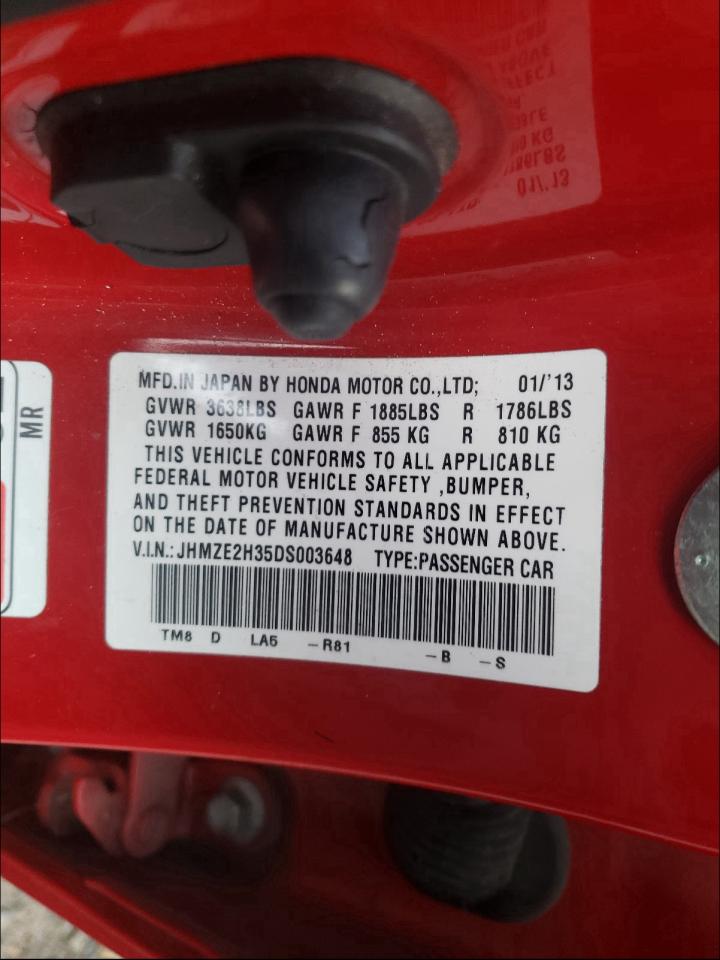 MFD.IN JAPAN BY HONDA MOTOR CO.,LTD; 01/'13
GVWR 3638LBS GAWR F 1885LBS R 1786LBS
GVWR 1650KG GAWR F 855 KG R 810 KG
THIS VEHICLE CONFORMS TO ALL APPLICABLE
FEDERAL MOTOR VEHICLE SAFETY ,BUMPER,
AND THEFT PREVENTION STANDARDS IN EFFECT
ON THE DATE OF MANUFACTURE SHOWN ABOVE.
V.I.N.: JHMZE2H35DS003648 TYPE:PASSENGER CAR
TM8 D LA5 -R81 -B -S
MR